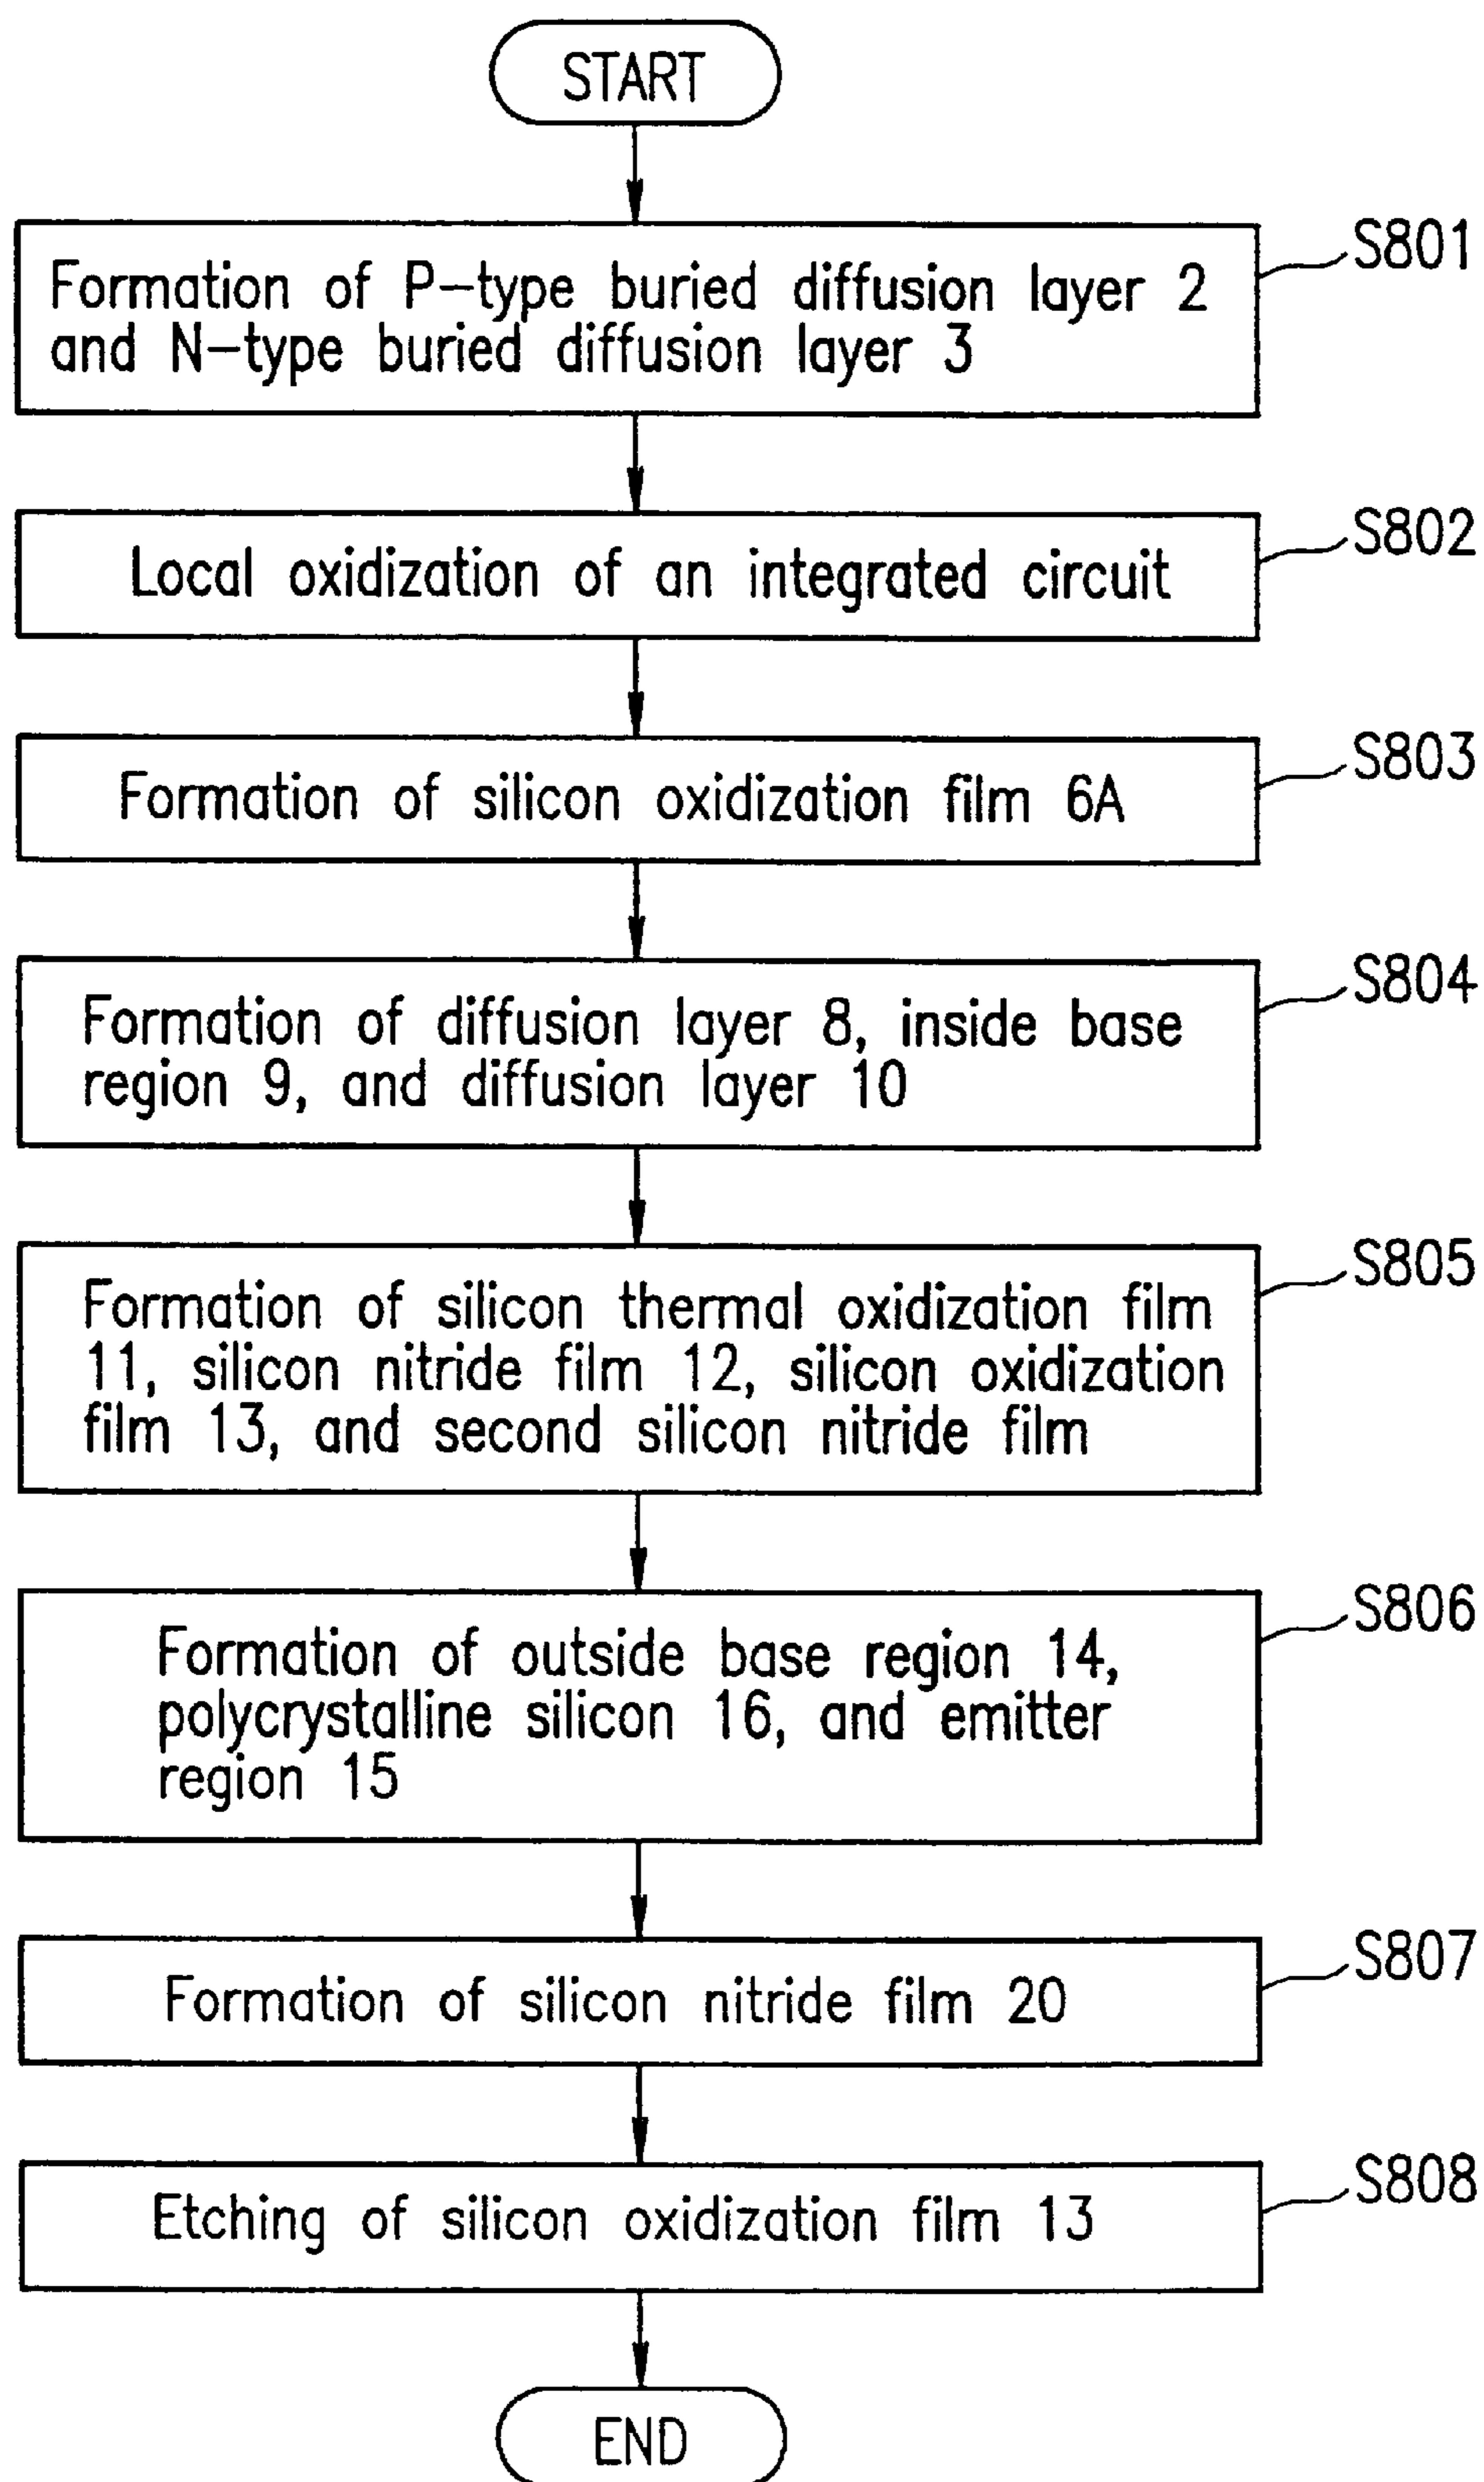 START
Formation of P-type buried diffusion layer 2
and N-type buried diffusion layer 3
S801
Local oxidization of an integrated circuit
S802
Formation of silicon oxidization film 6A
S803
Formation of diffusion layer 8, inside base
region 9, and diffusion layer 10
S804
Formation of silicon thermal oxidization film
11, silicon nitride film 12, silicon oxidization
film 13, and second silicon nitride film
S805
Formation of outside base region 14,
polycrystalline silicon 16, and emitter
region 15
S806
Formation of silicon nitride film 20
S807
Etching of silicon oxidization film 13
S808
END